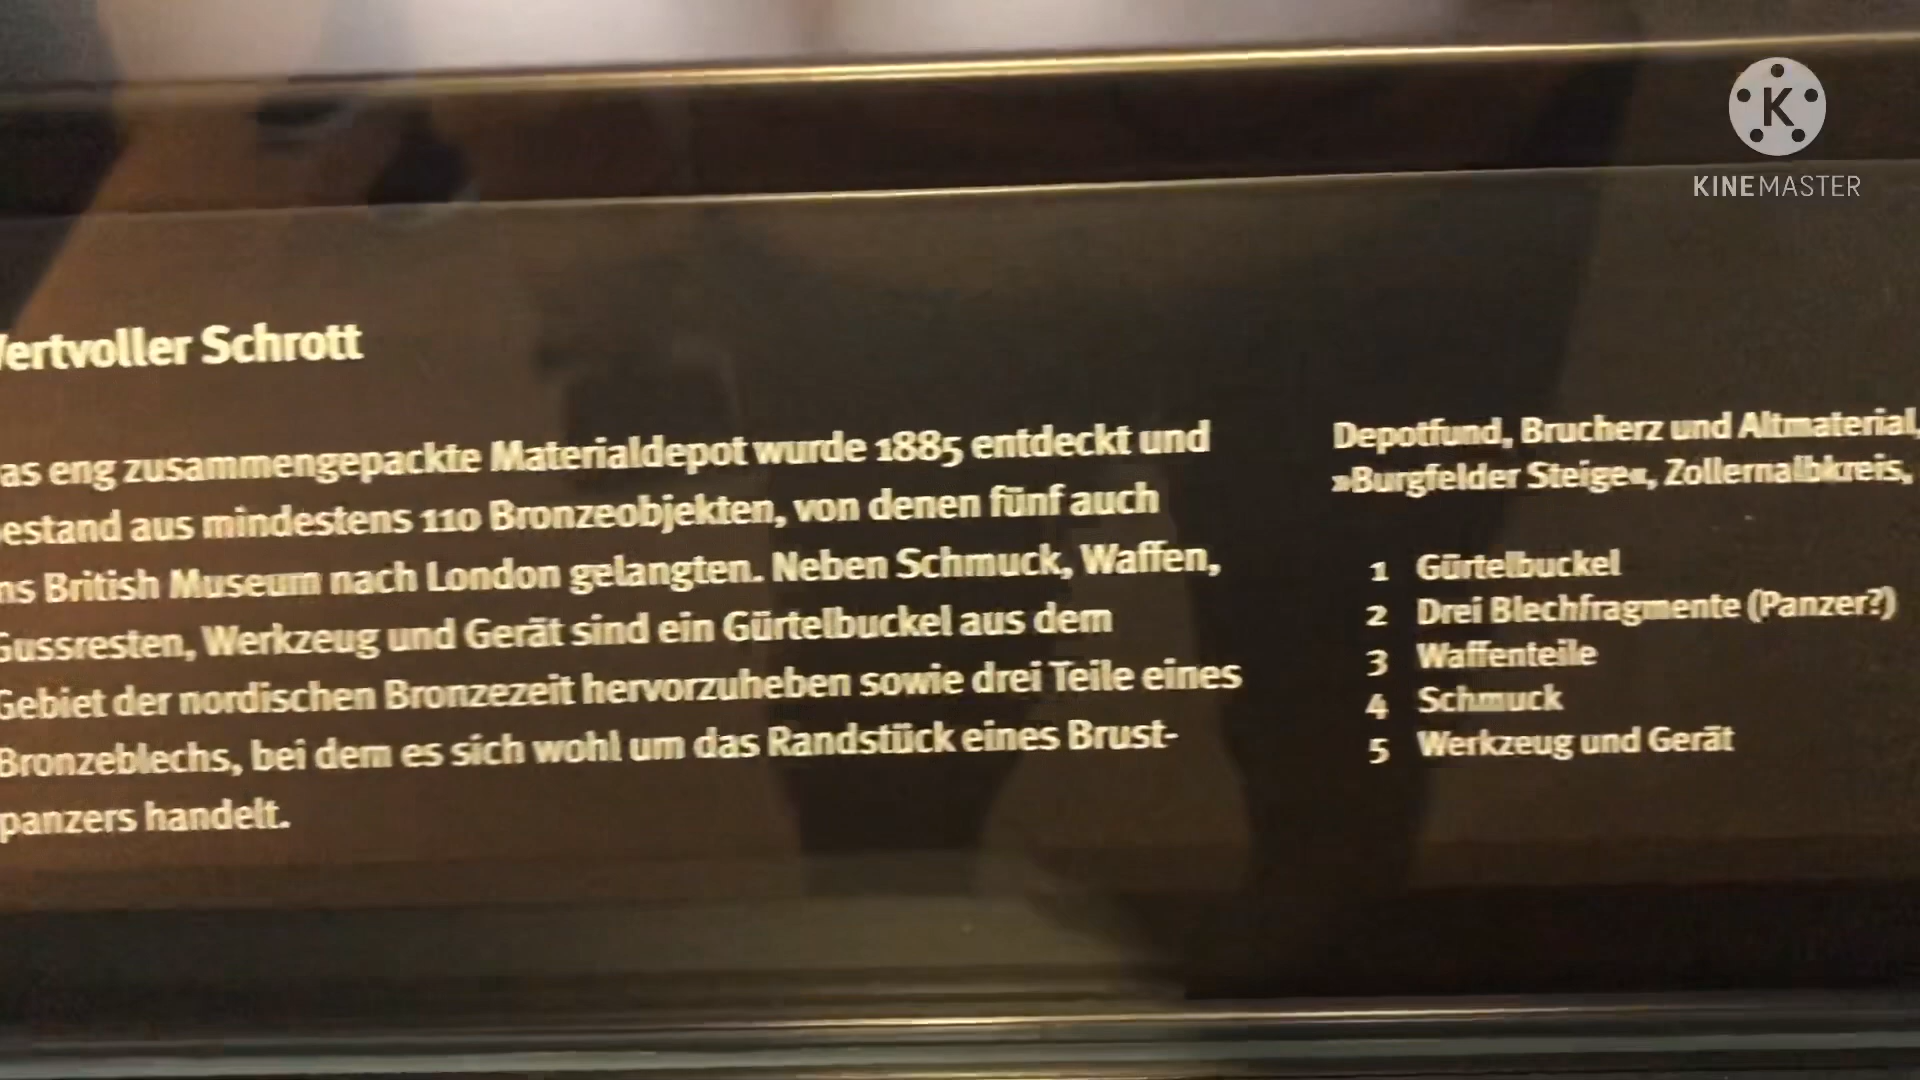 Wertvoller Schrott
as eng zusammengepackte Materialdepot wurde 1885 entdeckt und
estand aus mindestens 110 Bronzeobjekten, von denen fünf auch
ns British Museum nach London gelangten. Neben Schmuck, Waffen,
Gussresten, Werkzeug und Gerät sind ein Gürtelbuckel aus dem
Gebiet der nordischen Bronzezeit hervorzuheben sowie drei Teile eines
Bronzeblechs, bei dem es sich wohl um das Randstück eines Brust-
panzers handelt.
Depotfund, Brucherz und Altmaterial,
»Burgfelder Steige«, Zollernalbkreis,
1 Gürtelbuckel
2 Drei Blechfragmente (Panzer?)
3 Waffenteile
4 Schmuck
5 Werkzeug und Gerät
K
KINEMASTER